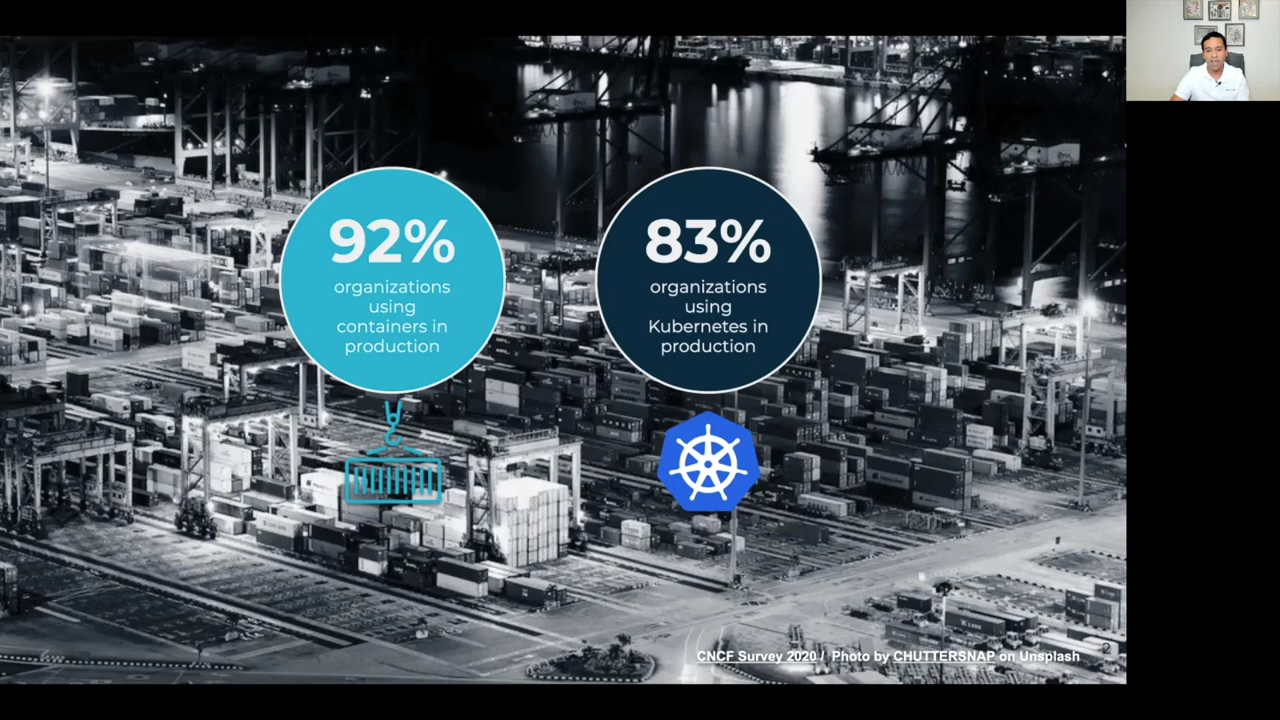 92%
organizations
using
containers in
production
83%
organizations
using
Kubernetes in
production
CNCF Survey 2020 / Photo by CHUTTERSNAP on Unsplash
2